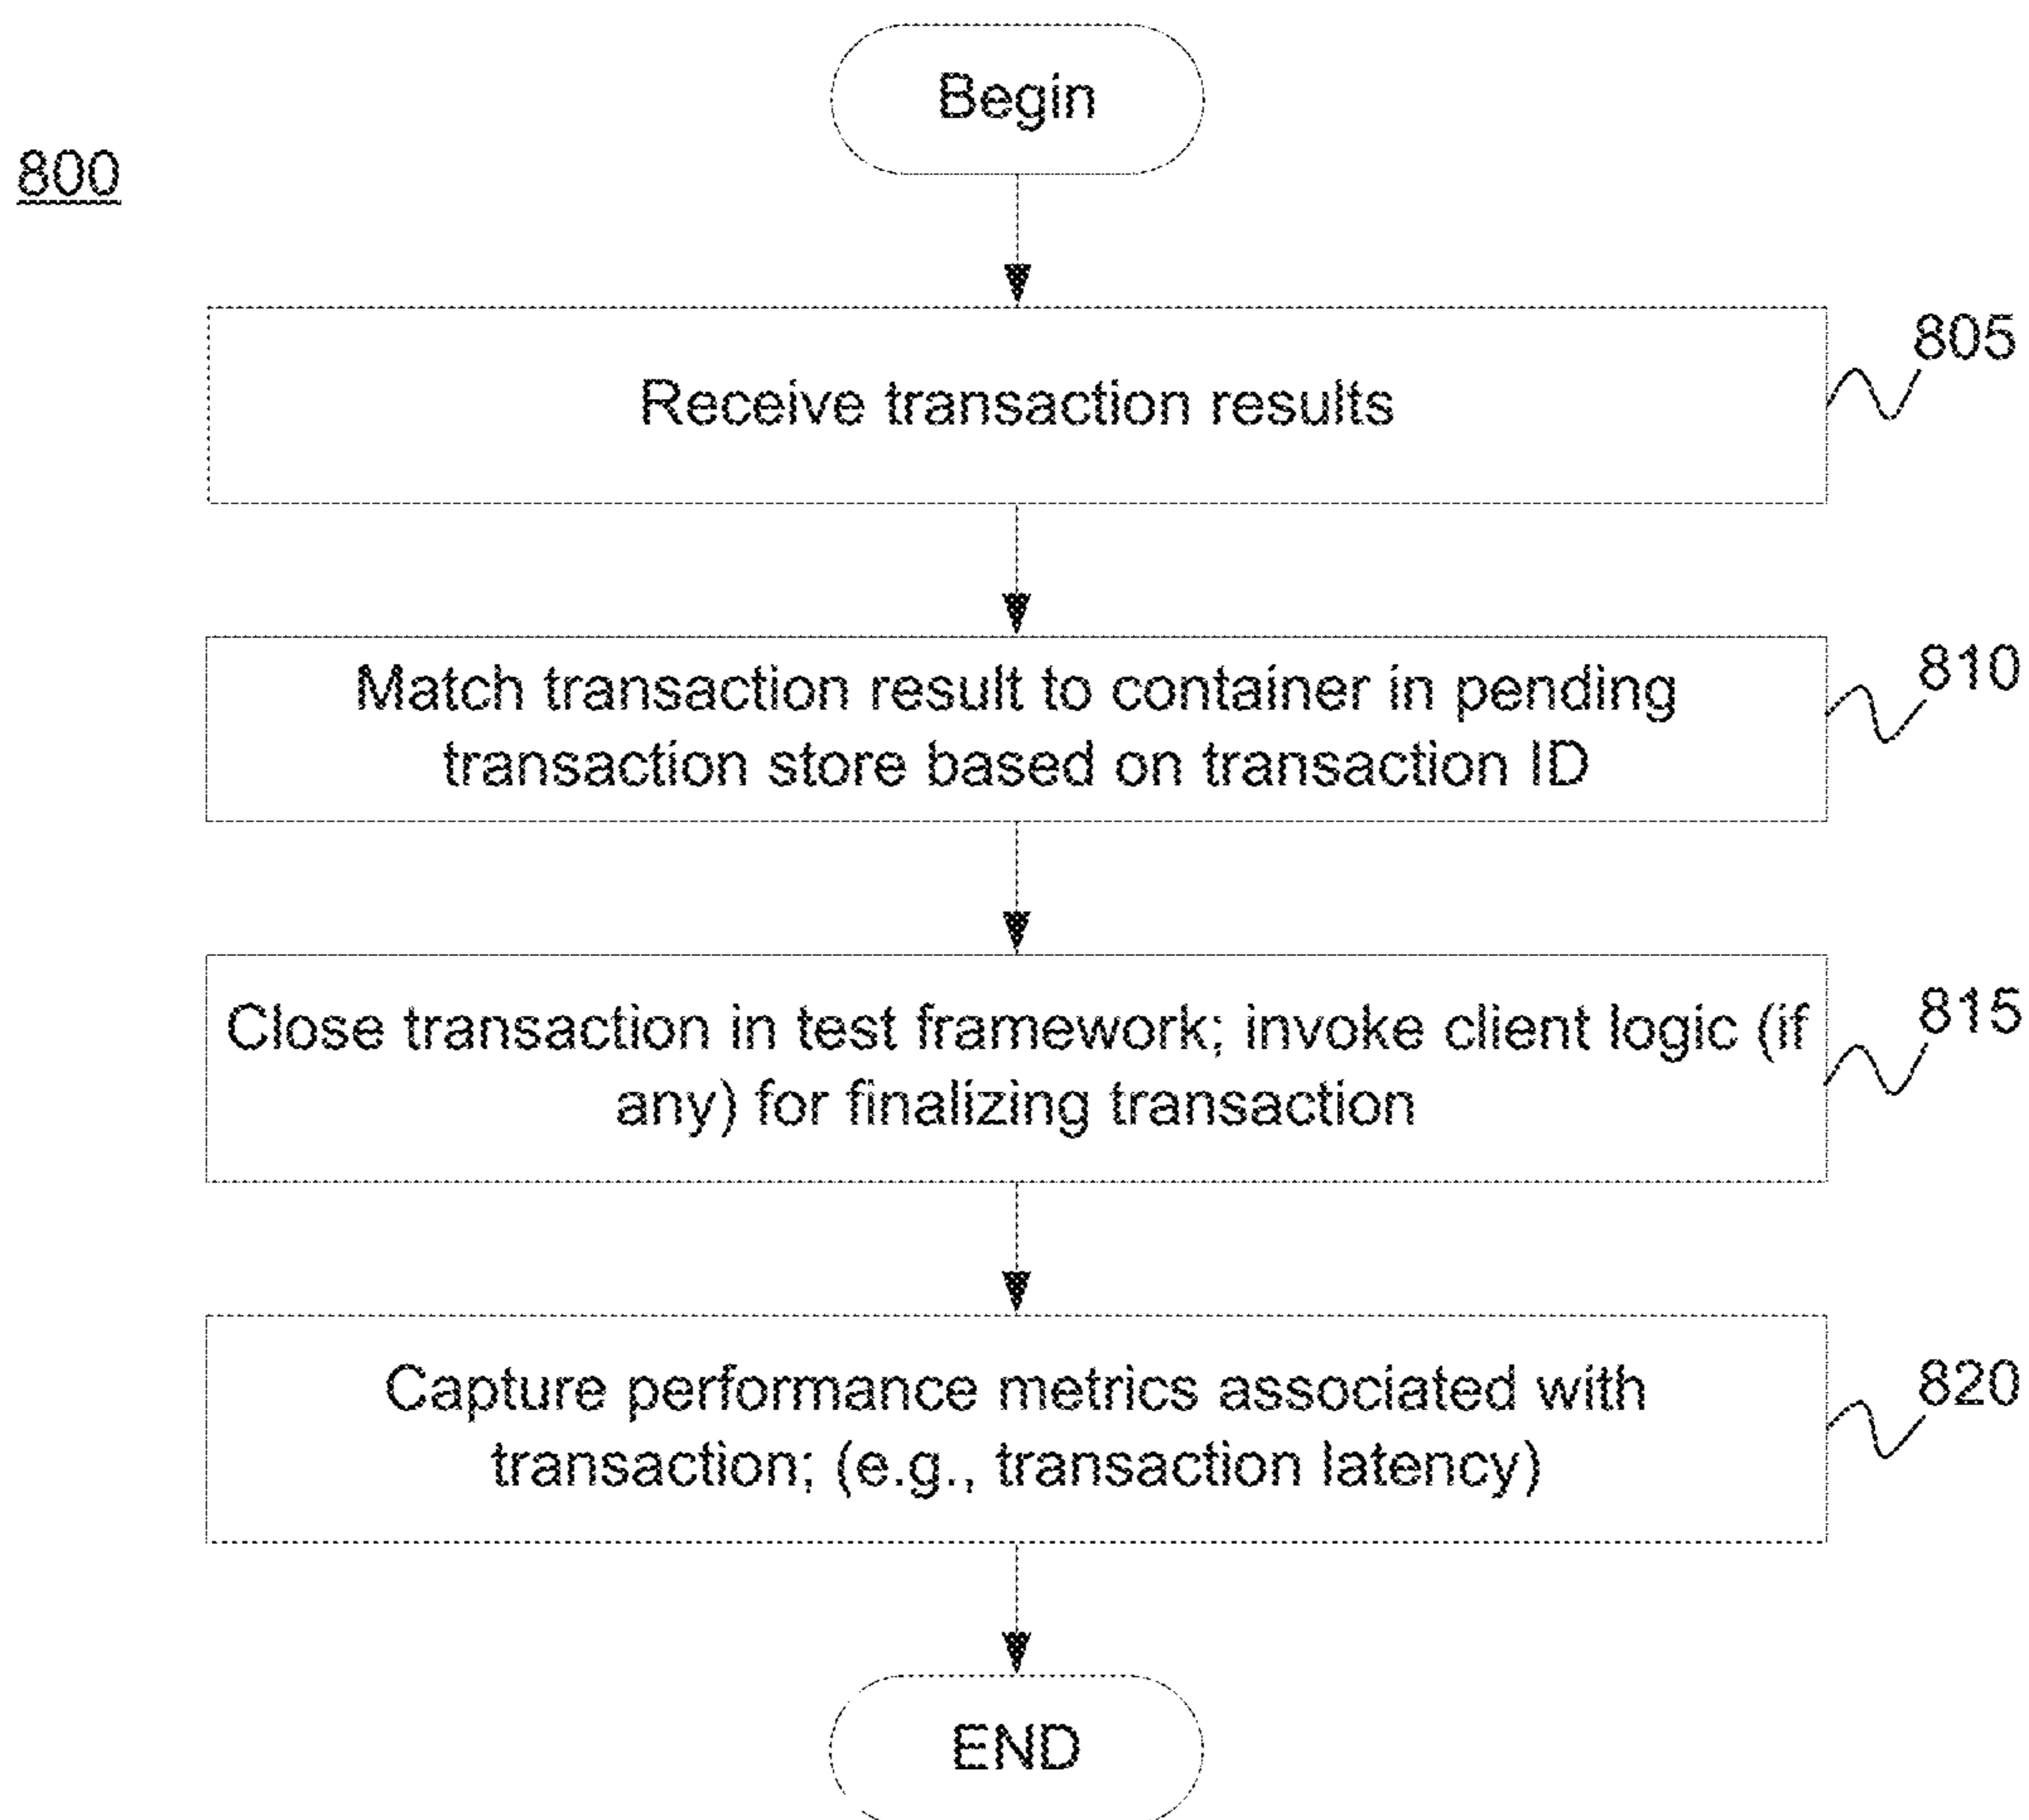 Begin
800
805
Receive transaction results
810
Match transaction result to container in pending
transaction store based on transaction ID
815
Close transaction in test framework; invoke client logic (if
any) for finalizing transaction
820
Capture performance metrics associated with
transaction; (e.g., transaction latency)
END